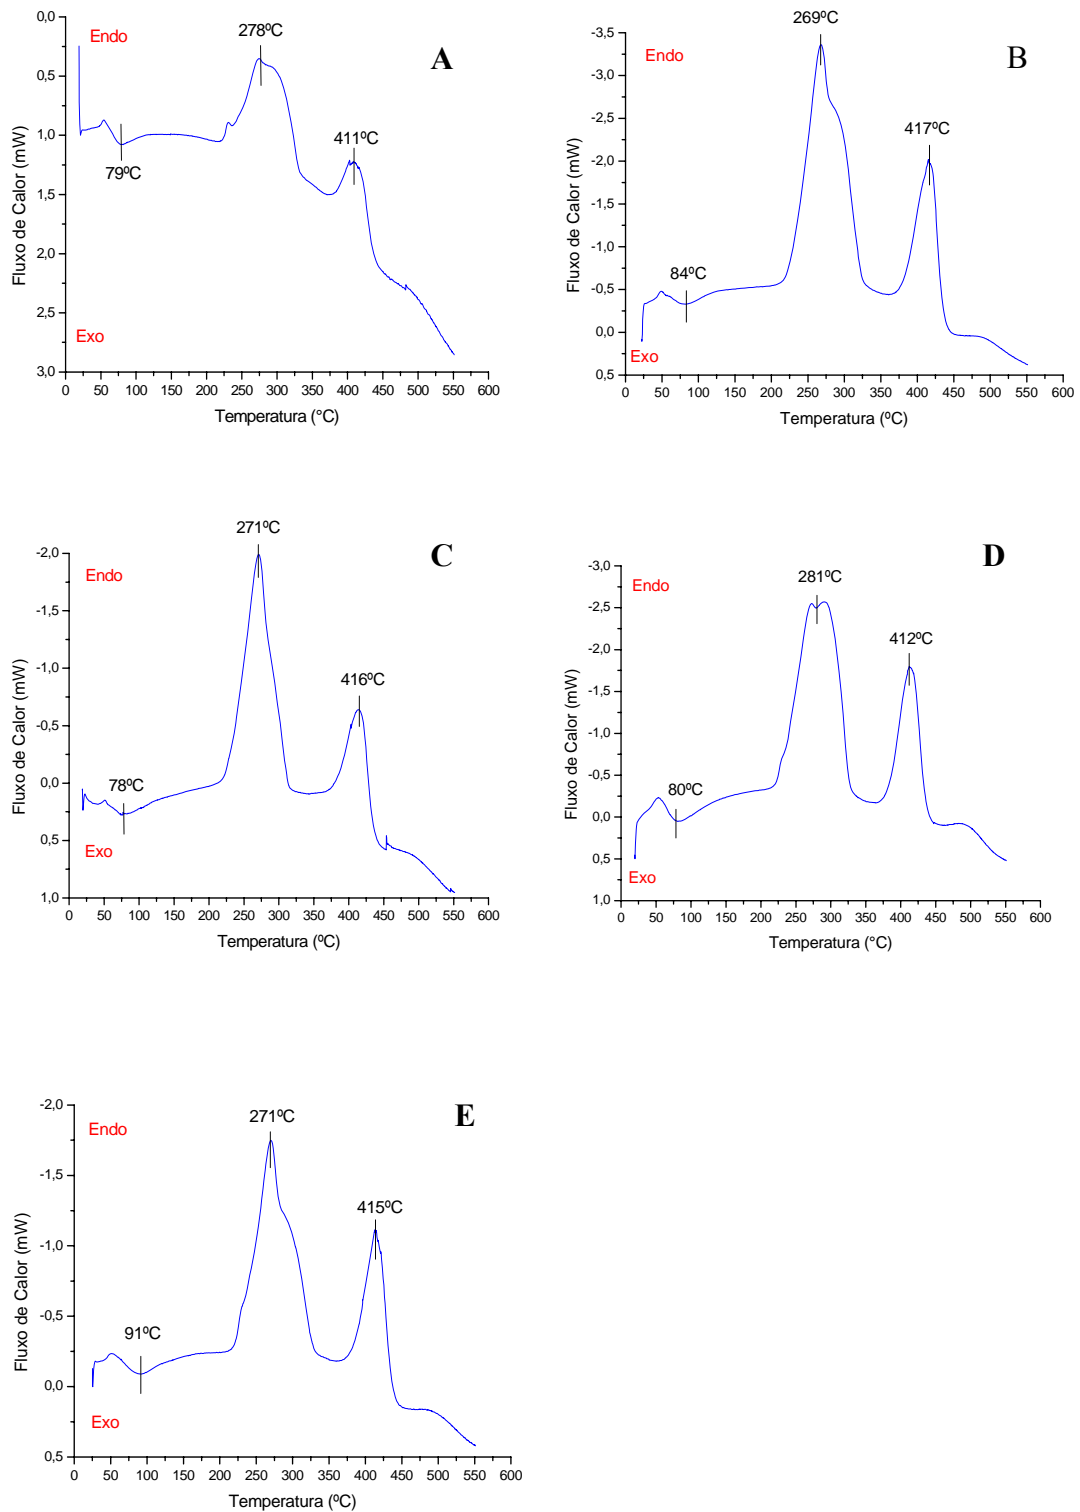 A
Endo
Exo
278ºC
411ºC
79ºC
Fluxo de Calor (mW)
0,0
0,5
1,0
1,5
2,0
2,5
3,0
0 50 100 150 200 250 300 350 400 450 500 550 600
Temperatura (°C)
B
Endo
Exo
269ºC
417ºC
84ºC
Fluxo de Calor (mW)
-3,5
-3,0
-2,5
-2,0
-1,5
-1,0
-0,5
0,0
0,5
0 50 100 150 200 250 300 350 400 450 500 550 600
Temperatura (ºC)
C
Endo
Exo
271ºC
416ºC
78ºC
Fluxo de Calor (mW)
-2,0
-1,5
-1,0
-0,5
0,0
0,5
1,0
0 50 100 150 200 250 300 350 400 450 500 550 600
Temperatura (ºC)
D
Endo
Exo
281ºC
412ºC
80ºC
Fluxo de Calor (mW)
-3,0
-2,5
-2,0
-1,5
-1,0
-0,5
0,0
0,5
1,0
0 50 100 150 200 250 300 350 400 450 500 550 600
Temperatura (°C)
E
Endo
Exo
271ºC
415ºC
91ºC
Fluxo de Calor (mW)
-2,0
-1,5
-1,0
-0,5
0,0
0,5
0 50 100 150 200 250 300 350 400 450 500 550 600
Temperatura (ºC)